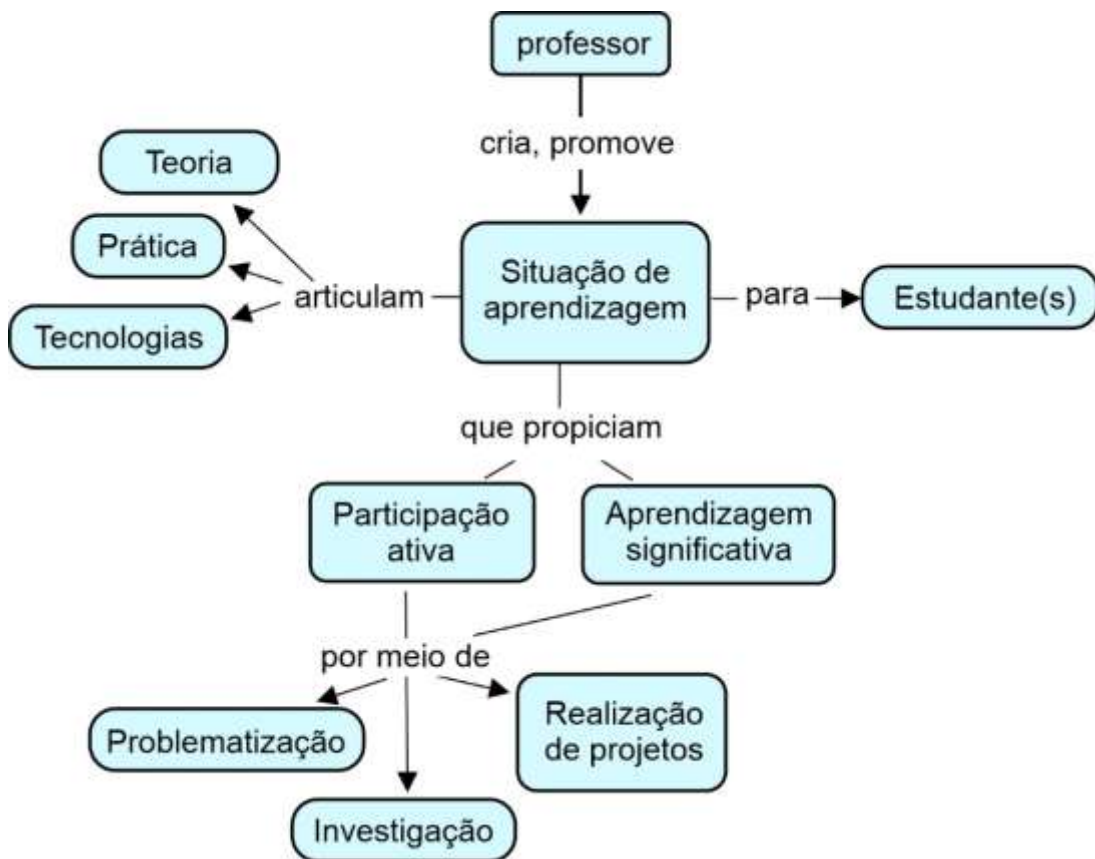 professor
cria, promove
Teoria
Prática
Tecnologias
articulam
Situação de
aprendizagem
para
Estudante(s)
que propiciam
Participação
ativa
Aprendizagem
significativa
por meio de
Problematização
Investigação
Realização
de projetos